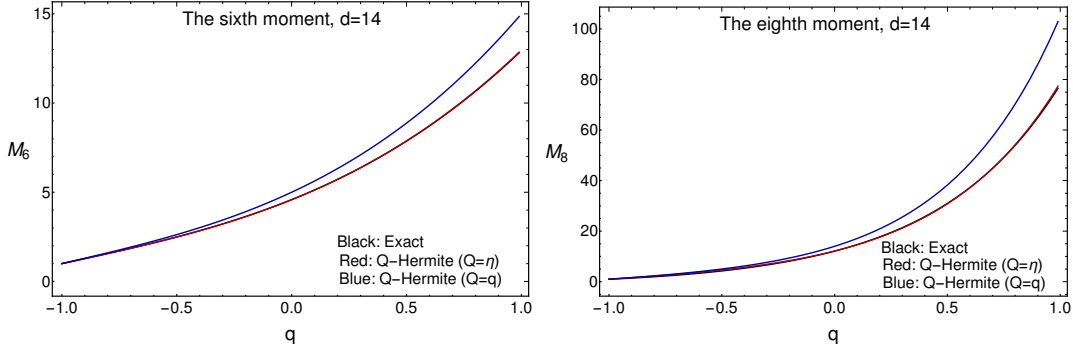 The sixth moment, d=14
15
10
5
0
M6
Black: Exact
Red: Q-Hermite (Q=η)
Blue: Q-Hermite (Q=q)
-1.0 -0.5 0.0 0.5 1.0
q
The eighth moment, d=14
100
80
60
40
20
0
M8
Black: Exact
Red: Q-Hermite (Q=η)
Blue: Q-Hermite (Q=q)
-1.0 -0.5 0.0 0.5 1.0
q